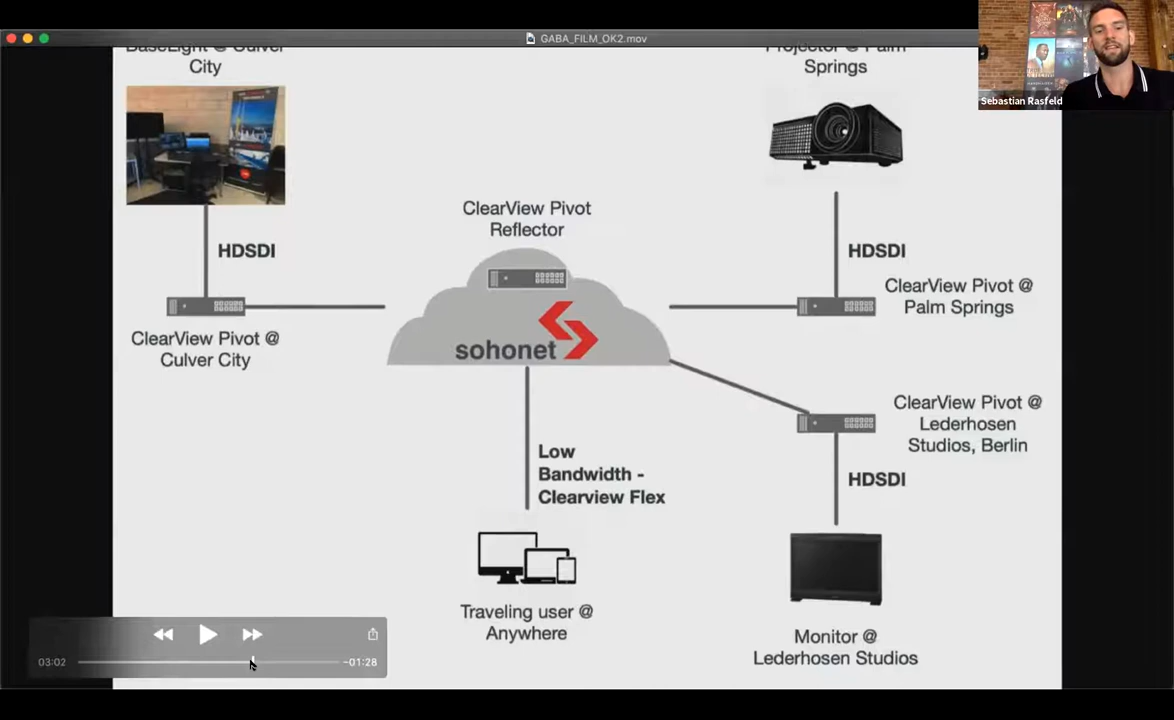 GABA_FILM_OK2.mov
BaseLight @ Culver
City
Projector @ Palm
Springs
Sebastian Rasfeld
ClearView Pivot
Reflector
HDSDI
HDSDI
ClearView Pivot @
Palm Springs
ClearView Pivot @
Culver City
sohonet
ClearView Pivot @
Lederhosen
Studios, Berlin
Low
Bandwidth -
Clearview Flex
HDSDI
Traveling user @
Anywhere
Monitor @
Lederhosen Studios
03:02
-01:28